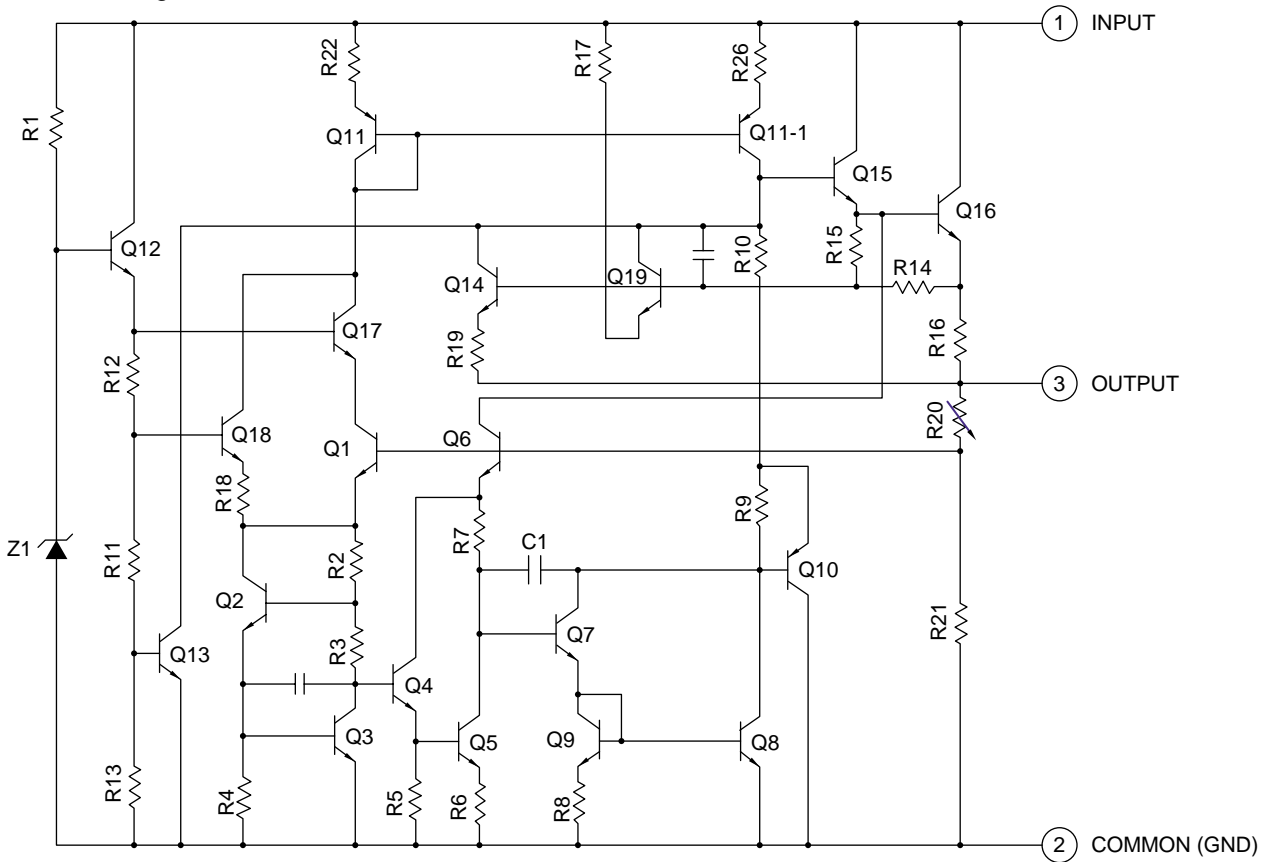 1 INPUT
R22
R17
R26
R1
Q11
Q11-1
Q15
Q16
Q12
R15
R10
R14
Q14
Q19
Q17
R19
R16
R12
3 OUTPUT
R20
Q18
Q1
Q6
R18
R9
R7
C1
Z1
R11
R2
Q10
Q2
Q7
R21
R3
Q13
Q4
Q3
Q5
Q9
Q8
R13
R4
R5
R6
R8
2 COMMON (GND)